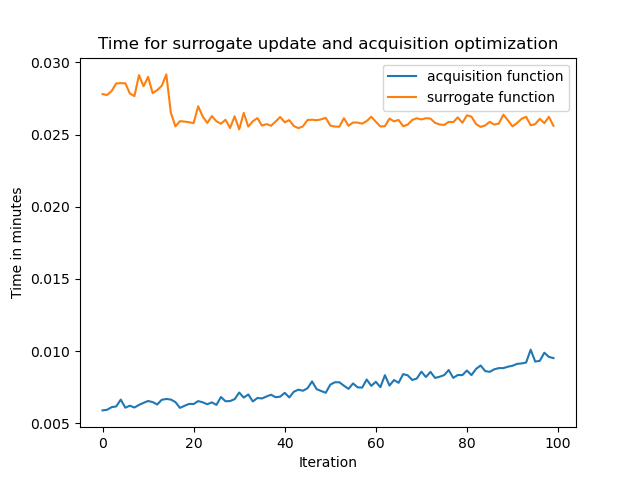 Time for surrogate update and acquisition optimization
acquisition function
surrogate function
0.030
0.025
0.020
0.015
0.010
0.005
Time in minutes
0 20 40 60 80 100
Iteration